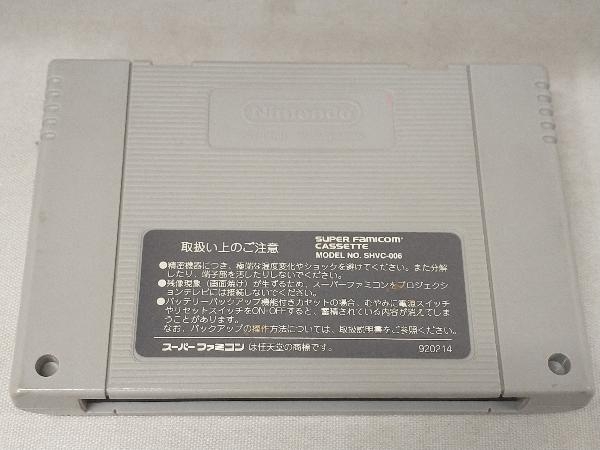 Nintendo
取扱い上のご注意
SUPER FAMICOM
CASSETTE
MODEL NO. SHVC-006
●精密機器につき、極端な温度変化やショックを避けてください。また分解
したり、端子部を汚したりしないでください。
●残像現象（画面焼け）が生ずるため、スーパーファミコンをプロジェクシ
ョンテレビには接続しないでください。
●バッテリーバックアップ機能付きカセットの場合、むやみに電源スイッチ
やリセットスイッチをON・OFFすると、蓄積されている内容が消えてしま
うことがあります。
なお、バックアップの操作方法については、取扱説明書をご参照ください。
スーパーファミコンは任天堂の商標です。
920214